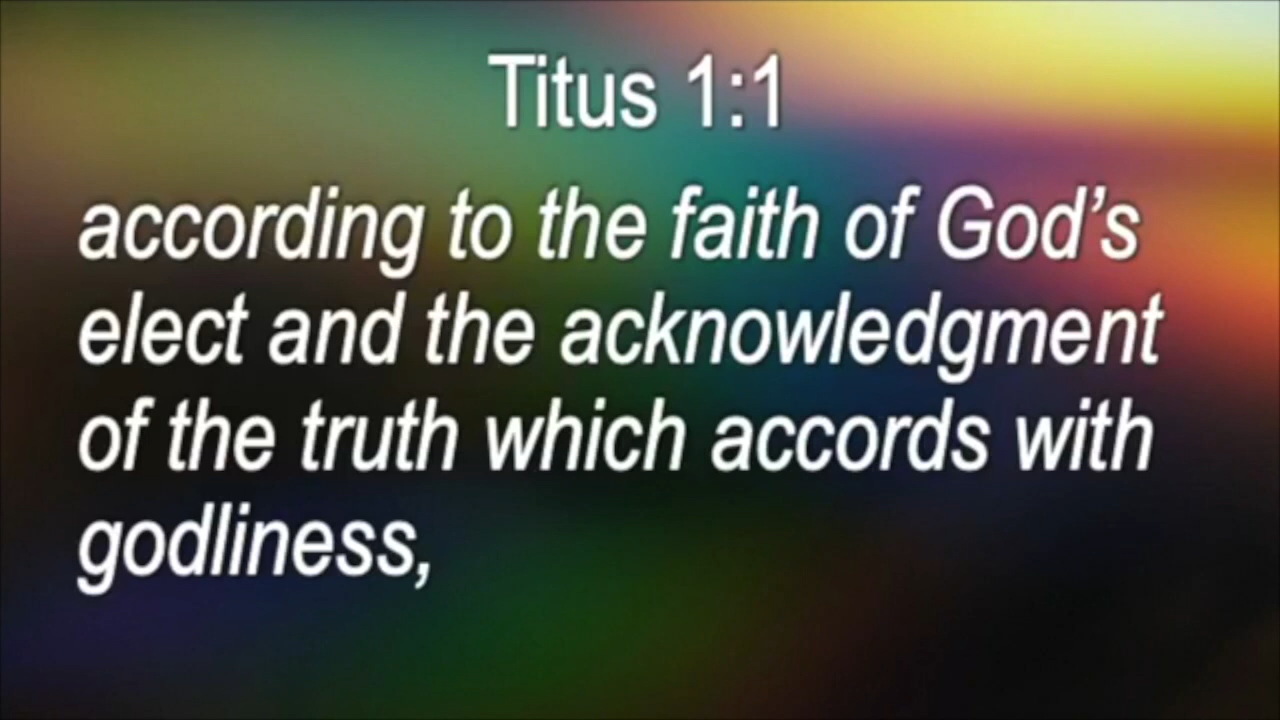 Titus 1:1
according to the faith of God’s
elect and the acknowledgment
of the truth which accords with
godliness,